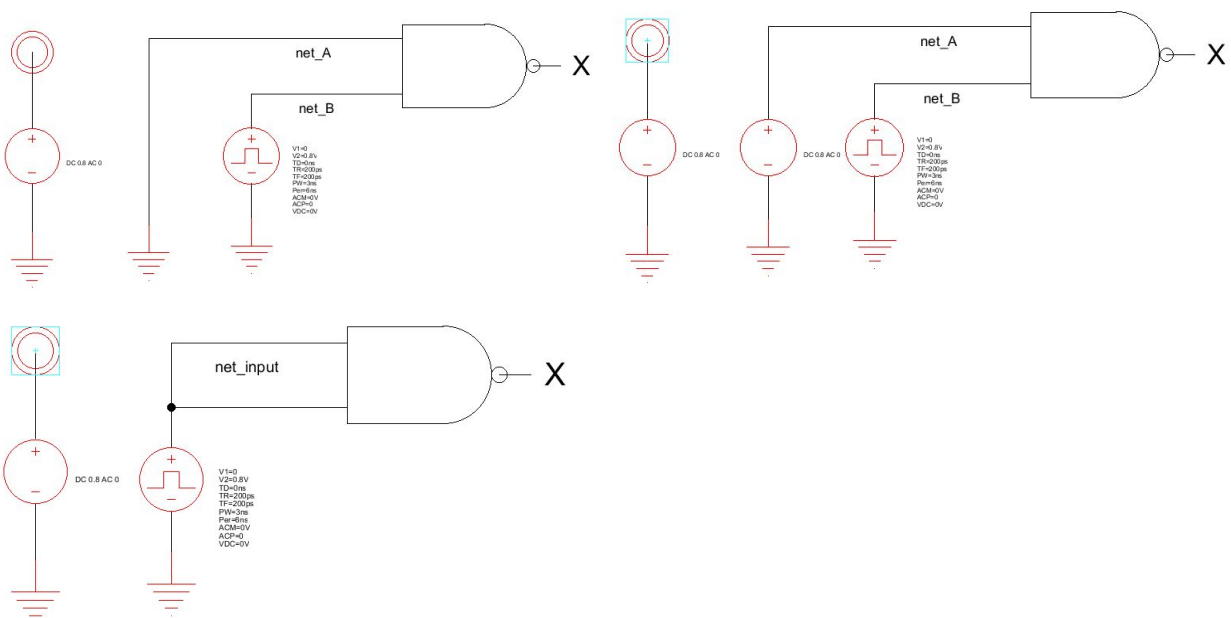 net_A
X
net_B
DC 0.8 AC 0
V1=0
V2=0.8V
TD=0ns
TR=200ps
TF=200ps
PW=3ns
Per=6ns
ACM=0V
ACP=0
VDC=0V
net_A
X
net_B
DC 0.8 AC 0
DC 0.8 AC 0
V1=0
V2=0.8V
TD=0ns
TR=200ps
TF=200ps
PW=3ns
Per=6ns
ACM=0V
ACP=0
VDC=0V
net_input
X
DC 0.8 AC 0
V1=0
V2=0.8V
TD=0ns
TR=200ps
TF=200ps
PW=3ns
Per=6ns
ACM=0V
ACP=0
VDC=0V